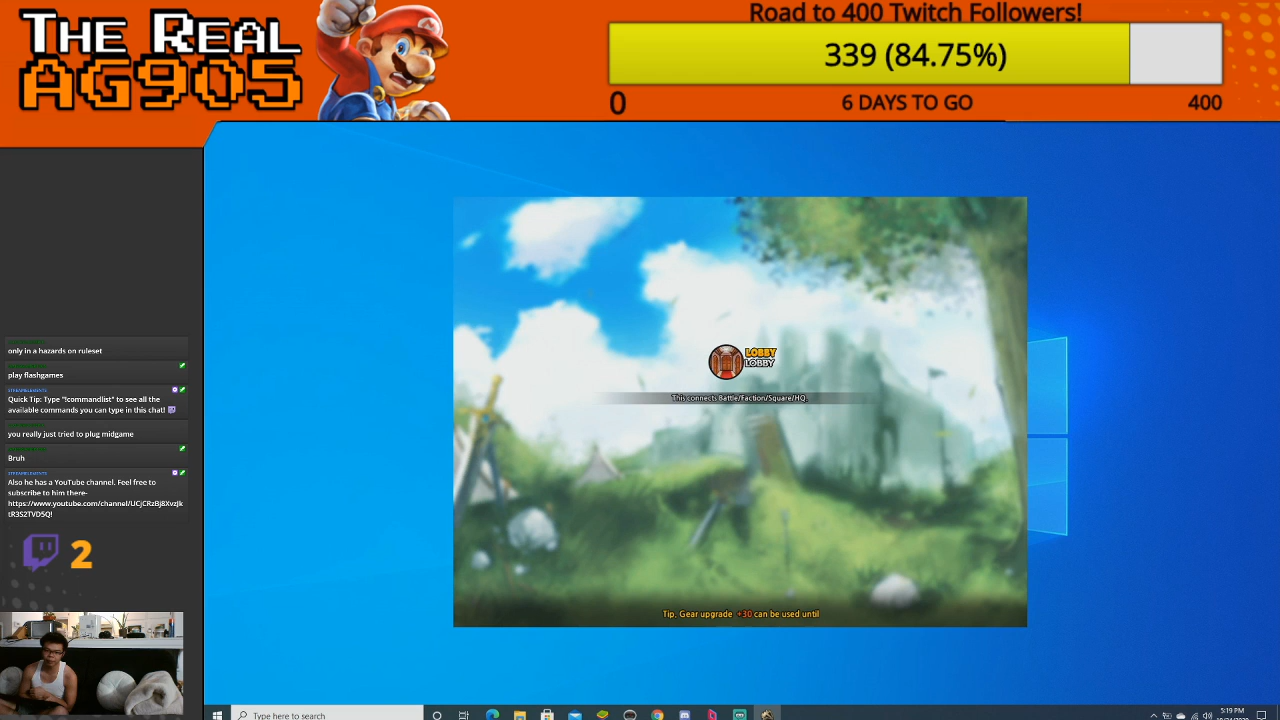 THE REAL
AG905
Road to 400 Twitch Followers!
339 (84.75%)
0
6 DAYS TO GO
400
only in a hazards on ruleset
play flashgames
STREAMELEMENTS
Quick Tip: Type "!commandlist" to see all the
available commands you can type in this chat!
you really just tried to plug midgame
Bruh
STREAMELEMENTS
Also he has a YouTube channel. Feel free to
subscribe to him there-
2
LOBBY
LOBBY
This connects Battle/Faction/Square/HQ.
Tip, Gear upgrade +30 can be used until
Type here to search
5:19 PM